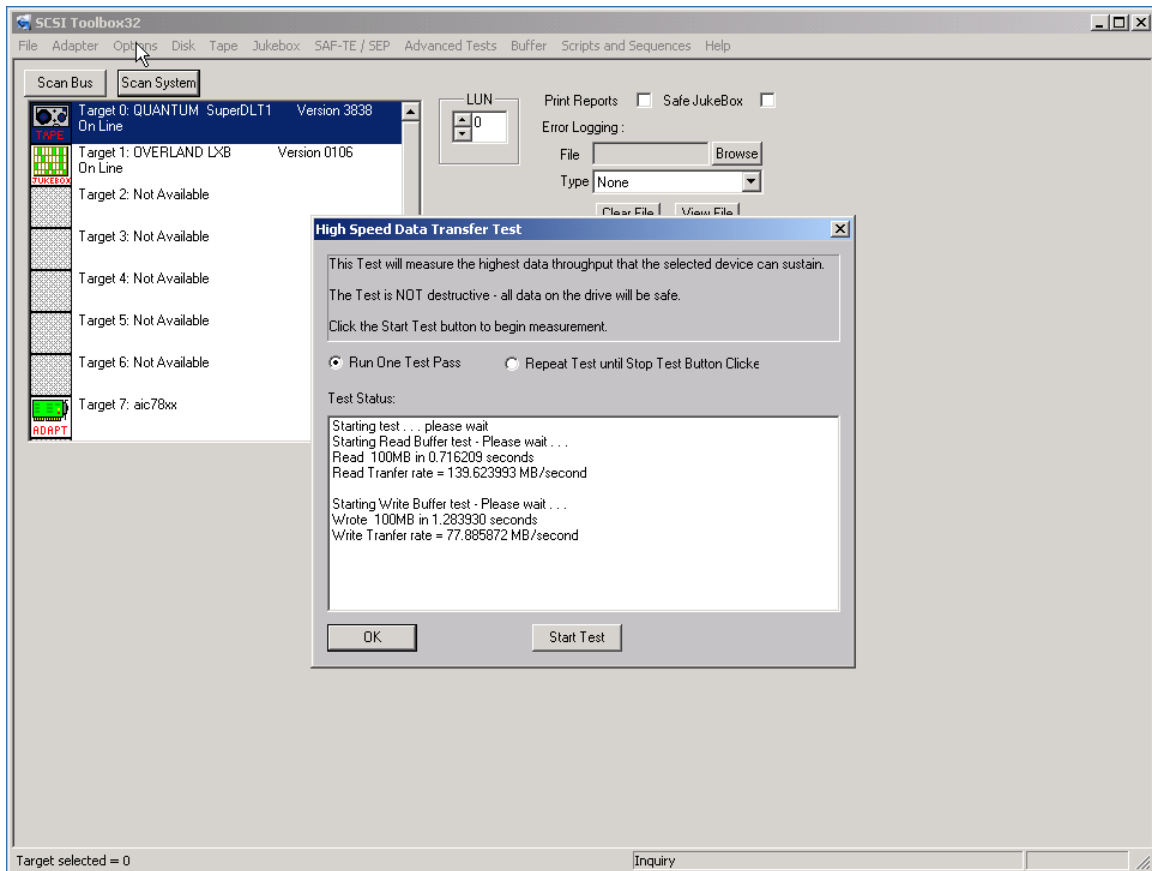 SCSI Toolbox32
File Adapter Options Disk Tape Jukebox SAF-TE / SEP Advanced Tests Buffer Scripts and Sequences Help
Scan Bus Scan System
TAPE
Target 0: QUANTUM SuperDLT1 Version 3838
On Line
JUKEBOX
Target 1: OVERLAND LXB Version 0106
On Line
Target 2: Not Available
Target 3: Not Available
Target 4: Not Available
Target 5: Not Available
Target 6: Not Available
ADAPT
Target 7: aic78xx
LUN
0
Print Reports Safe JukeBox
Error Logging :
File Browse
Type None
Clear File View File
High Speed Data Transfer Test
This Test will measure the highest data throughput that the selected device can sustain.
The Test is NOT destructive - all data on the drive will be safe.
Click the Start Test button to begin measurement.
Run One Test Pass Repeat Test until Stop Test Button Clicke
Test Status:
Starting test . . . please wait
Starting Read Buffer test - Please wait . . .
Read 100MB in 0.716209 seconds
Read Tranfer rate = 139.623993 MB/second
Starting Write Buffer test - Please wait . . .
Wrote 100MB in 1.283930 seconds
Write Tranfer rate = 77.885872 MB/second
OK Start Test
Target selected = 0 Inquiry